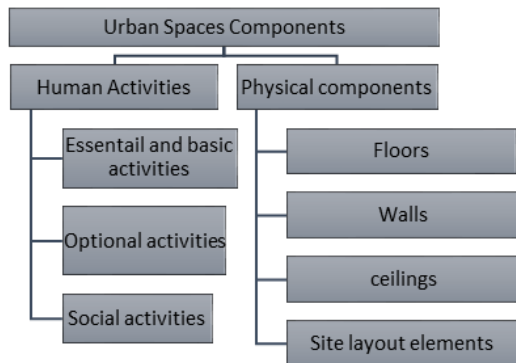 Urban Spaces Components
Human Activities
Physical components
Essentail and basic
activities
Optional activities
Social activities
Floors
Walls
ceilings
Site layout elements